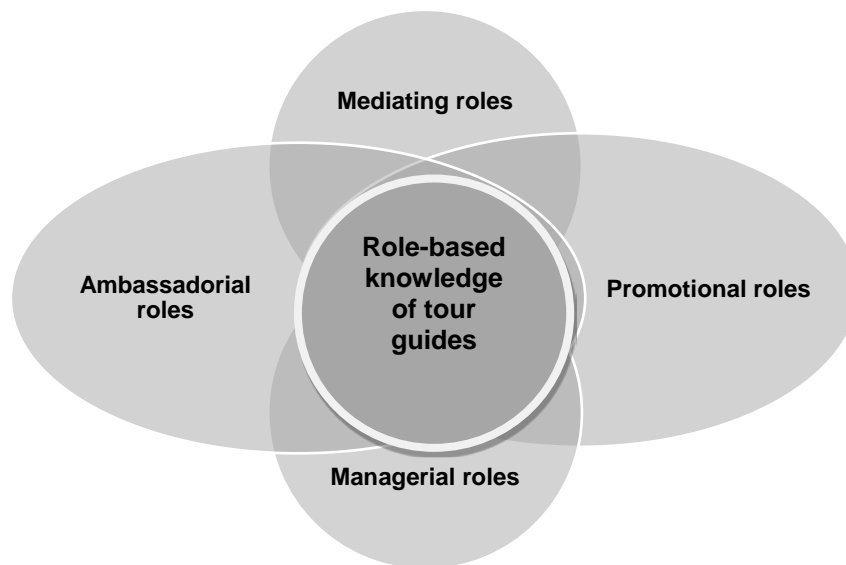 Mediating roles
Ambassadorial
roles
Role-based
knowledge
of tour
guides
Promotional roles
Managerial roles